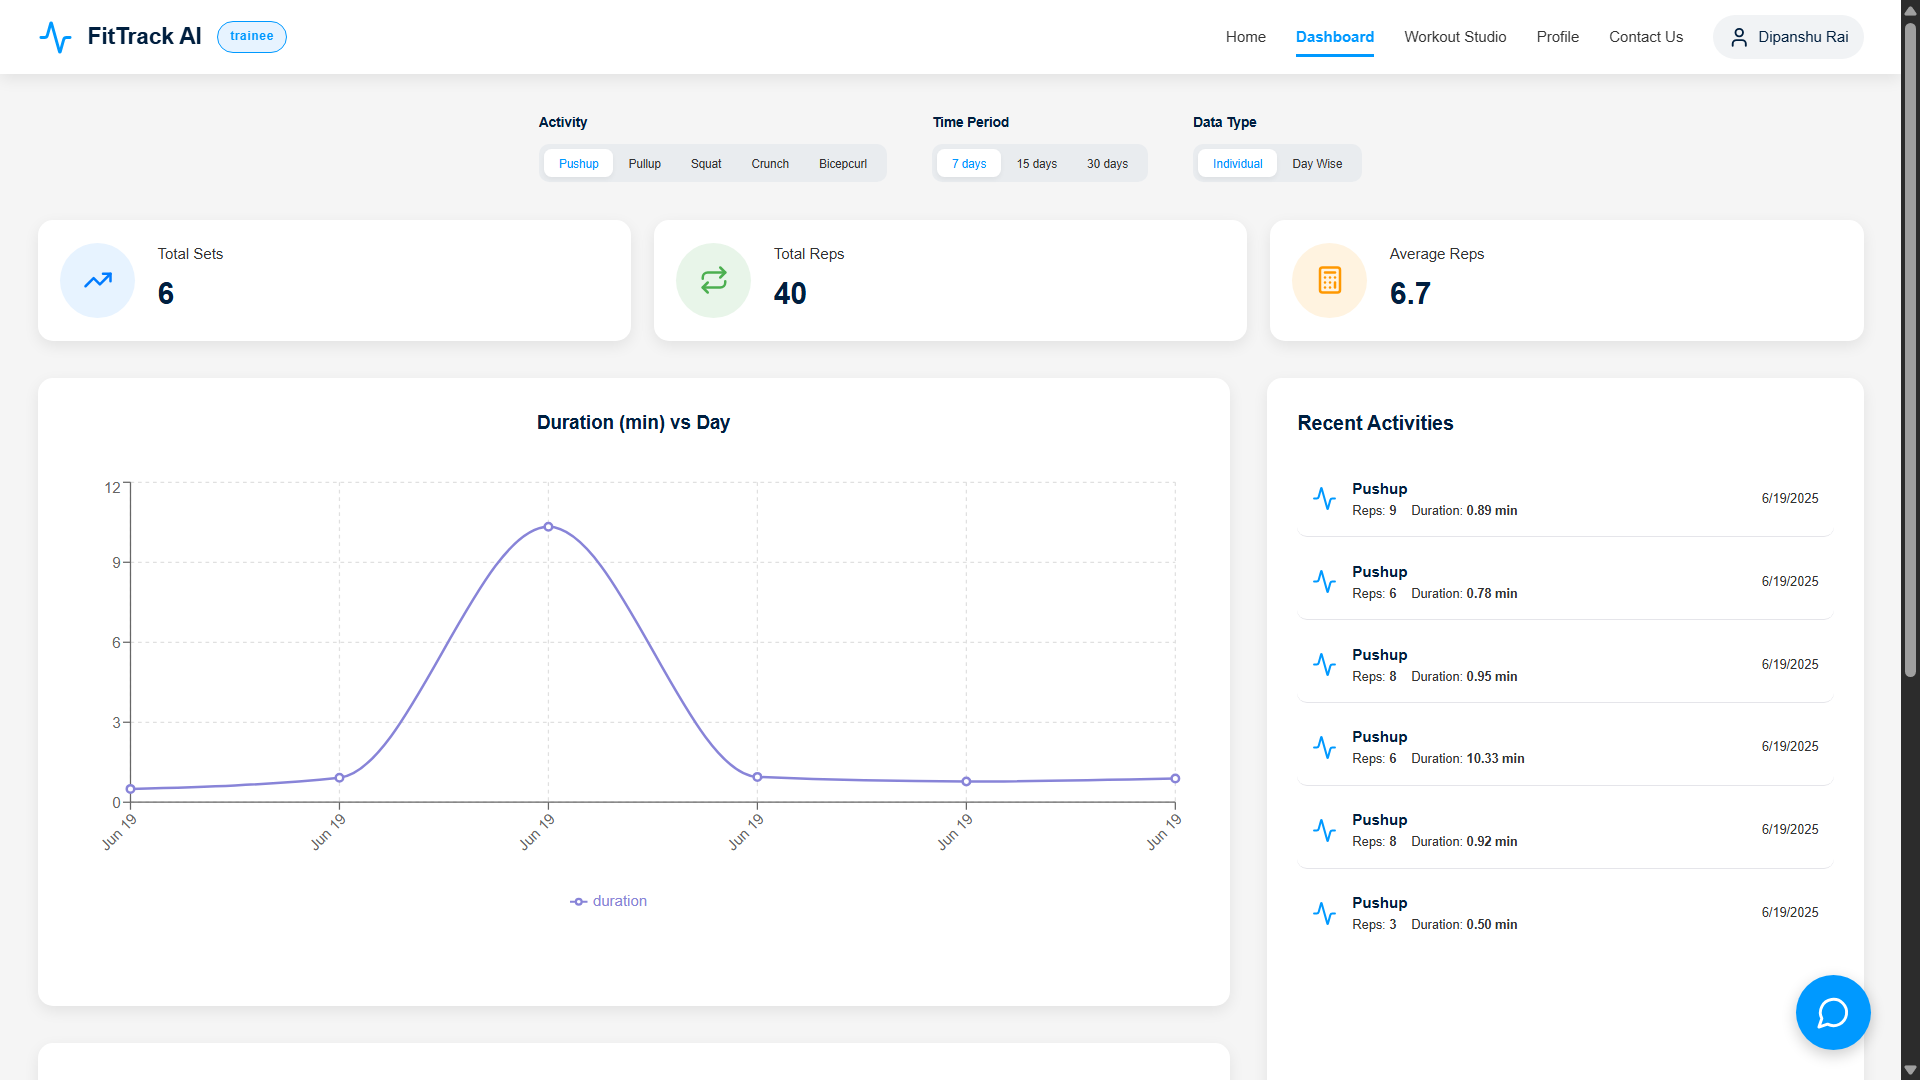 FitTrack AI trainee Home Dashboard Workout Studio Profile Contact Us Dipanshu Rai
Activity Time Period Data Type
Pushup Pullup Squat Crunch Bicepcurl 7 days 15 days 30 days Individual Day Wise
Total Sets
6
Total Reps
40
Average Reps
6.7
Duration (min) vs Day
12
9
6
3
0
Jun 19 Jun 19 Jun 19 Jun 19 Jun 19 Jun 19
duration
Recent Activities
Pushup
Reps: 9 Duration: 0.89 min
6/19/2025
Pushup
Reps: 6 Duration: 0.78 min
6/19/2025
Pushup
Reps: 8 Duration: 0.95 min
6/19/2025
Pushup
Reps: 6 Duration: 10.33 min
6/19/2025
Pushup
Reps: 8 Duration: 0.92 min
6/19/2025
Pushup
Reps: 3 Duration: 0.50 min
6/19/2025